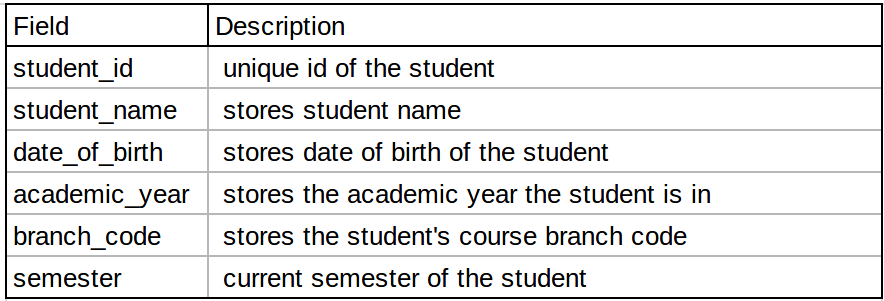 Field Description
student_id unique id of the student
student_name stores student name
date_of_birth stores date of birth of the student
academic_year stores the academic year the student is in
branch_code stores the student's course branch code
semester current semester of the student